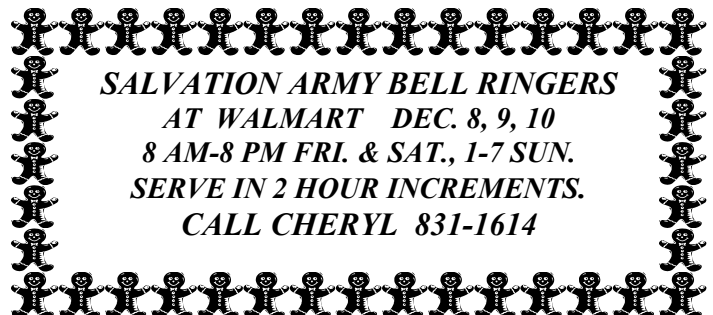 SALVATION ARMY BELL RINGERS
AT WALMART DEC. 8, 9, 10
8 AM-8 PM FRI. & SAT., 1-7 SUN.
SERVE IN 2 HOUR INCREMENTS.
CALL CHERYL 831-1614